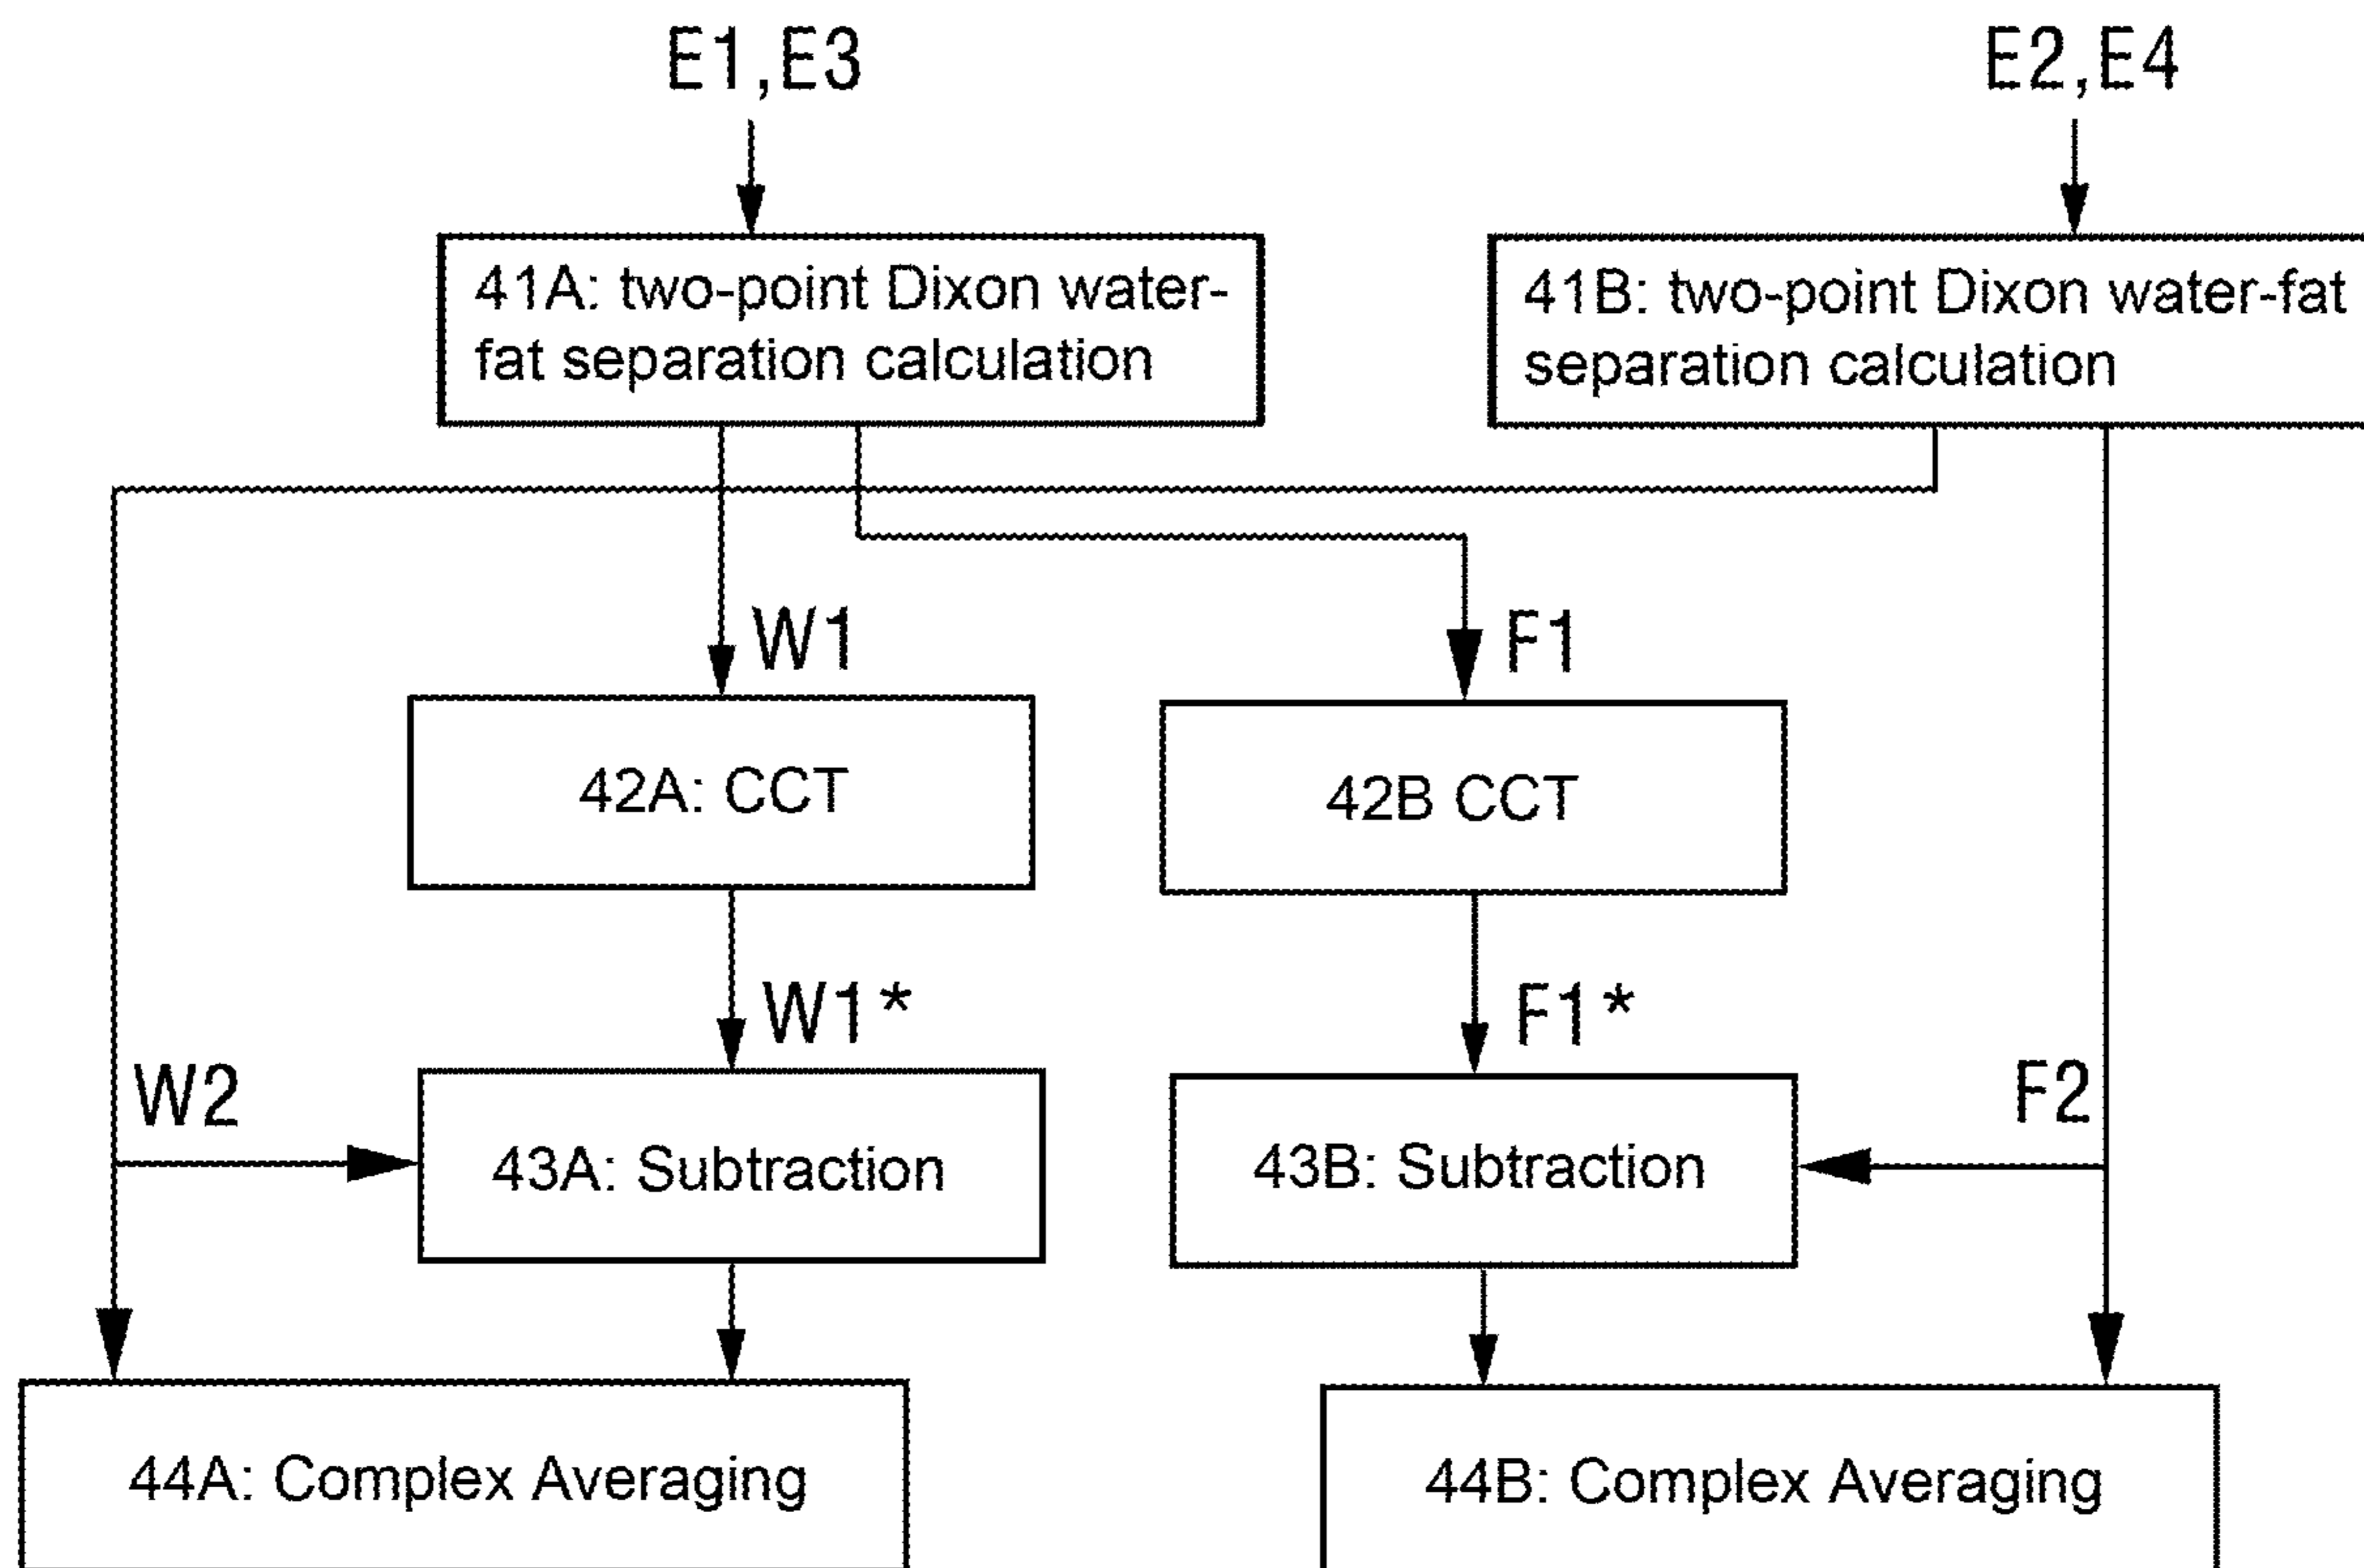 E1,E3
E2,E4
41A: two-point Dixon water-
fat separation calculation
41B: two-point Dixon water-fat
separation calculation
W1
F1
42A: CCT
42B CCT
W1*
F1*
W2
F2
43A: Subtraction
43B: Subtraction
44A: Complex Averaging
44B: Complex Averaging